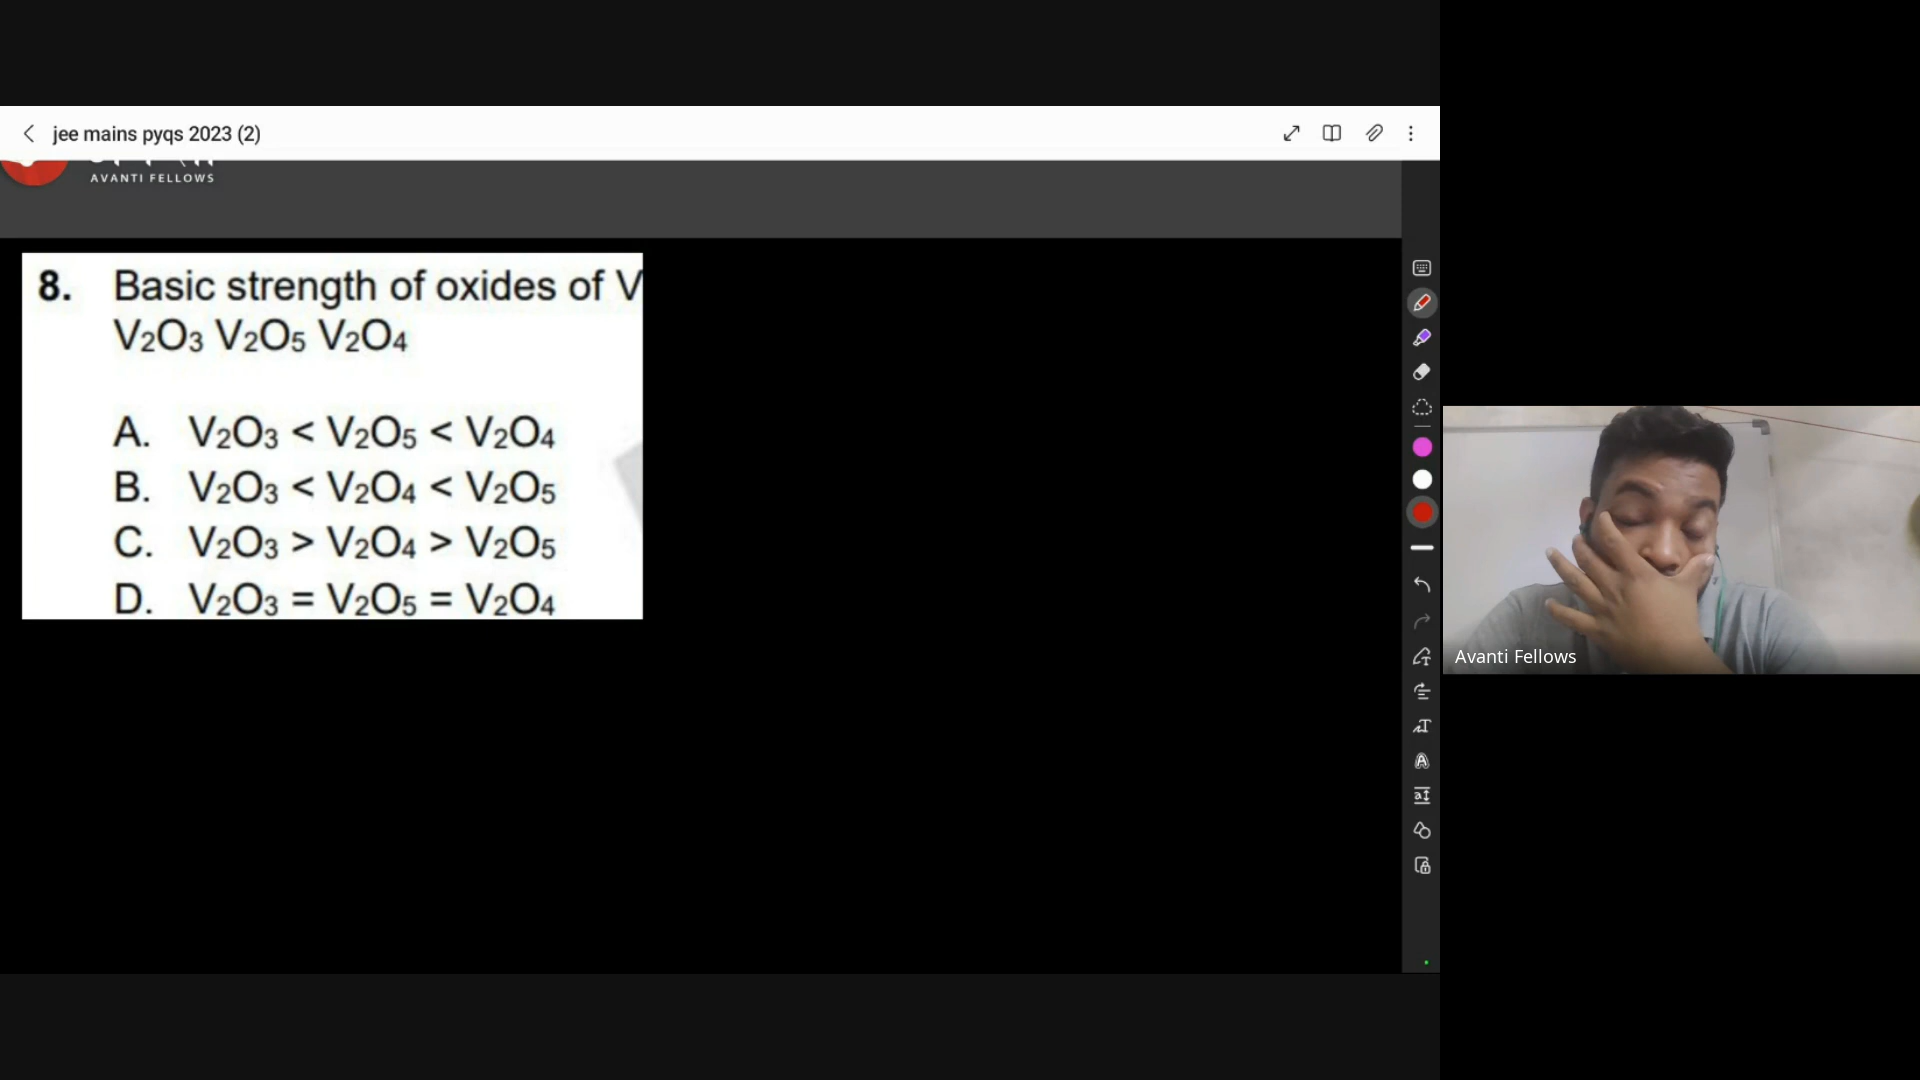 jee mains pyqs 2023 (2)
AVANTI FELLOWS
8. Basic strength of oxides of V
V₂O₃ V₂O₅ V₂O₄
A. V₂O₃ < V₂O₅ < V₂O₄
B. V₂O₃ < V₂O₄ < V₂O₅
C. V₂O₃ > V₂O₄ > V₂O₅
D. V₂O₃ = V₂O₅ = V₂O₄
Avanti Fellows